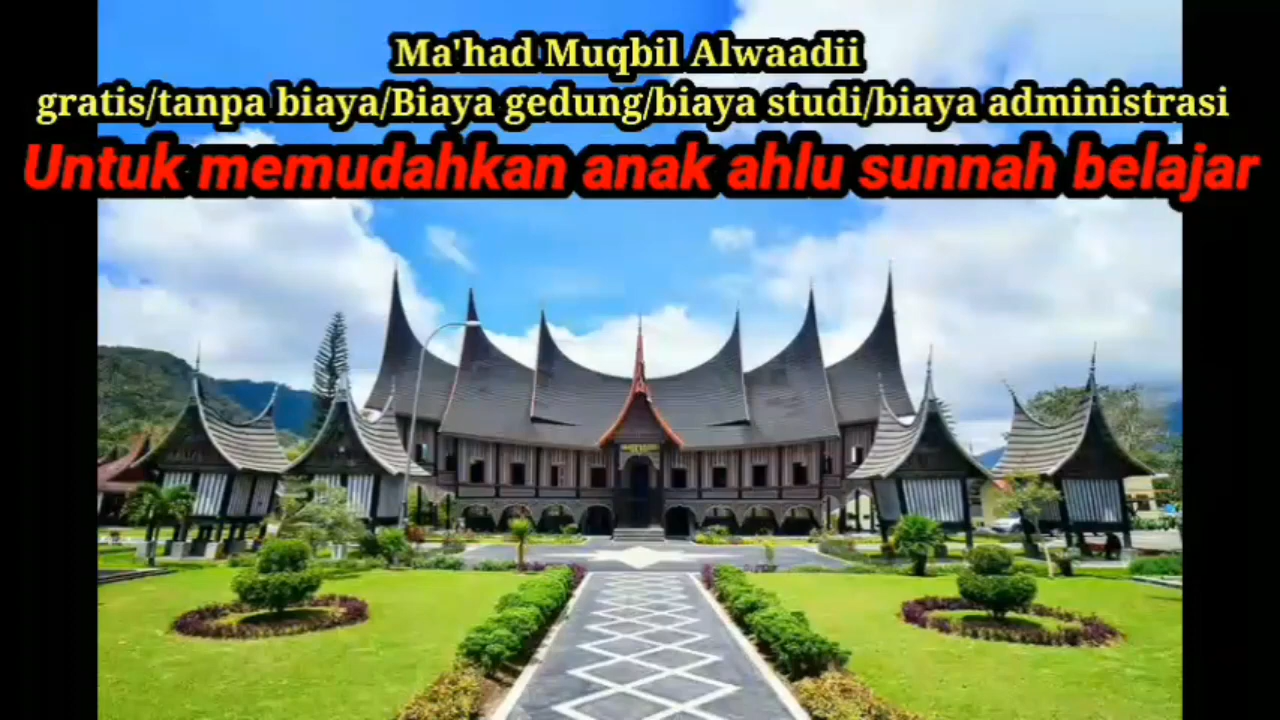 Ma'had Muqbil Alwaadii
gratis/tanpa biaya/Biaya gedung/biaya studi/biaya administrasi
Untuk memudahkan anak ahlu sunnah belajar